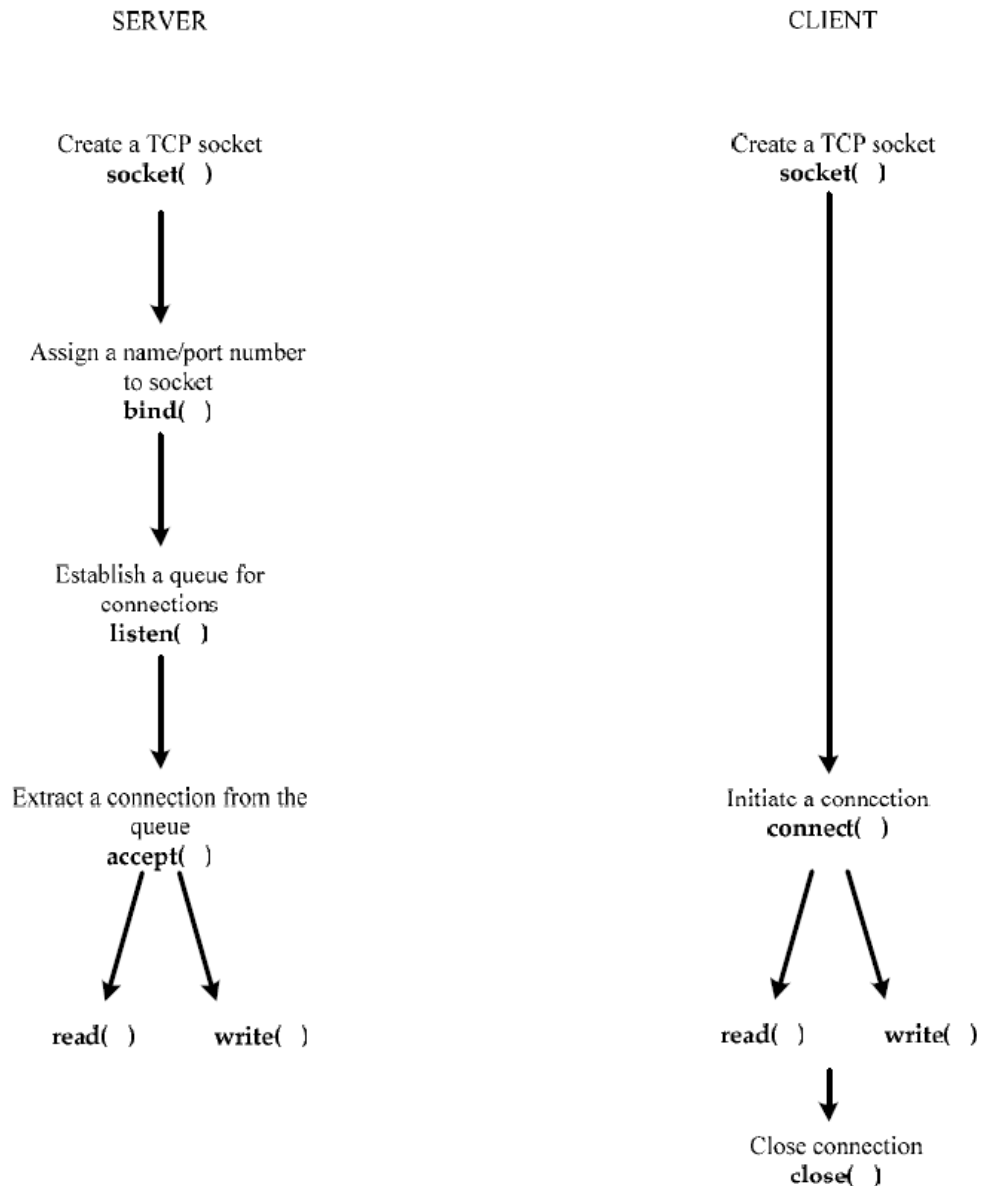 SERVER
CLIENT
Create a TCP socket
socket( )
Create a TCP socket
socket( )
Assign a name/port number
to socket
bind( )
Establish a queue for
connections
listen( )
Extract a connection from the
queue
accept( )
Initiate a connection
connect( )
read( )
write( )
read( )
write( )
Close connection
close( )